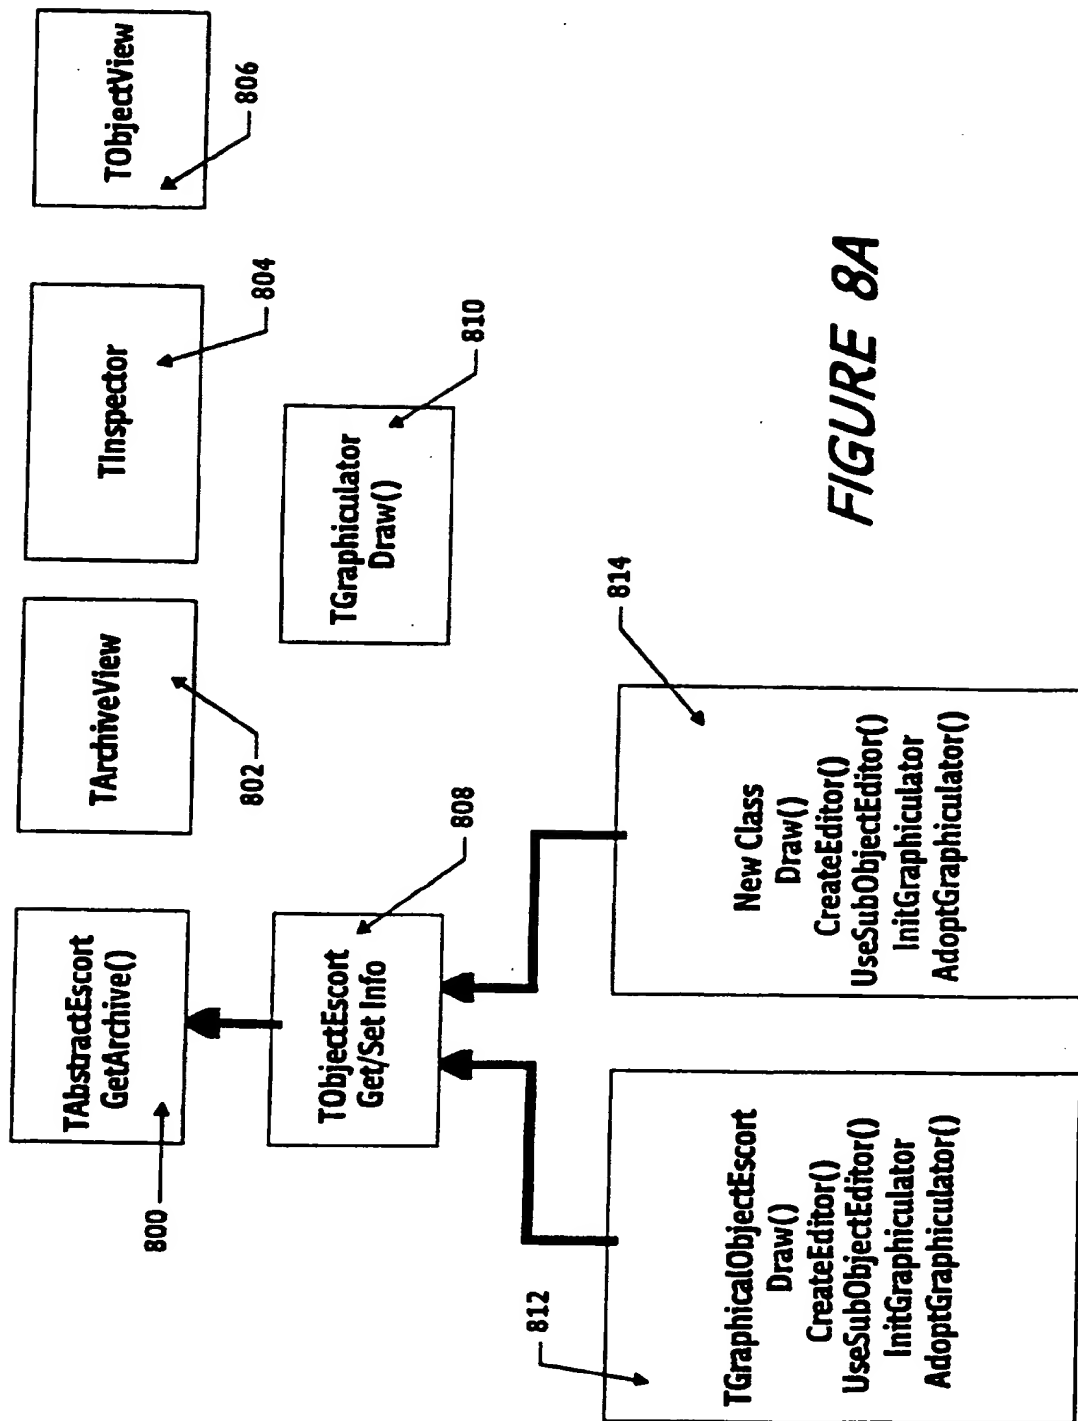 TAbstractEscort
GetArchive()
800
TArchiveView
802
TInspector
804
TObjectView
806
TObjectEscort
Get/Set Info
808
TGraphiculator
Draw()
810
TGraphicalObjectEscort
Draw()
CreateEditor()
UseSubObjectEditor()
InitGraphiculator
AdoptGraphiculator()
812
New Class
Draw()
CreateEditor()
UseSubObjectEditor()
InitGraphiculator
AdoptGraphiculator()
814
FIGURE 8A